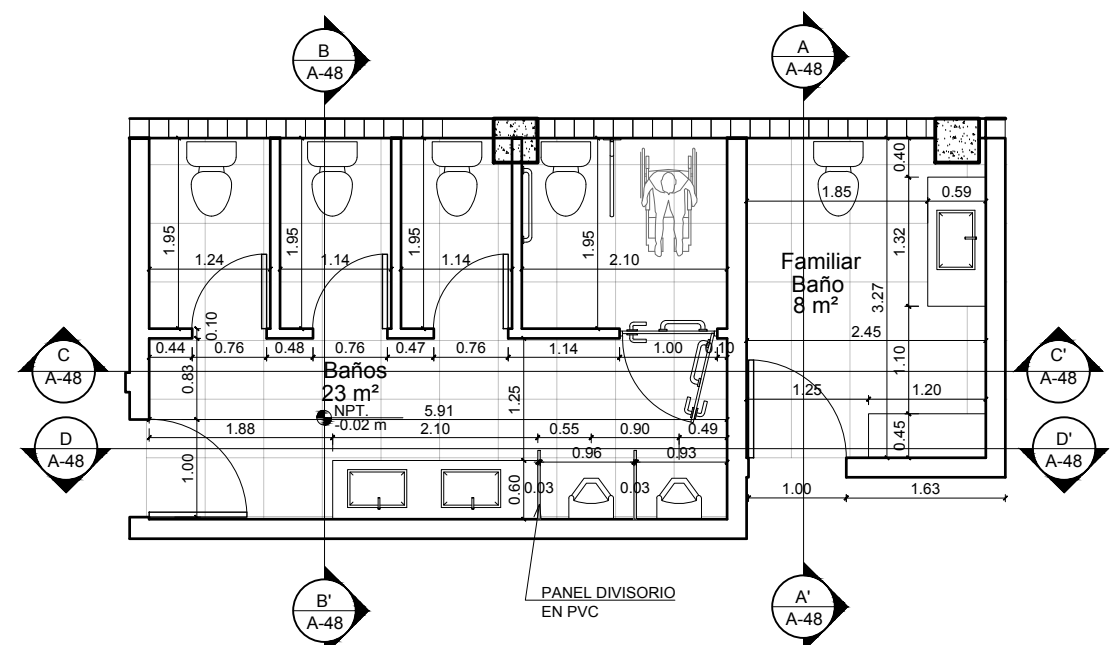 B
A-48
A
A-48
0.40
1.85
0.59
1.95
1.95
1.95
1.32
1.24
1.14
1.14
2.10
Familiar
Baño
8 m²
3.27
0.10
2.45
0.44
0.76
0.48
0.76
0.47
0.76
1.14
1.00
0.10
C
A-48
C'
A-48
0.83
Baños
23 m²
1.25
1.10
1.25
1.20
NPT.
-0.02 m
5.91
D
A-48
D'
A-48
1.88
2.10
0.55
0.90
0.49
0.45
0.96
0.93
1.00
0.60
0.03
0.03
1.00
1.63
PANEL DIVISORIO
EN PVC
B'
A-48
A'
A-48